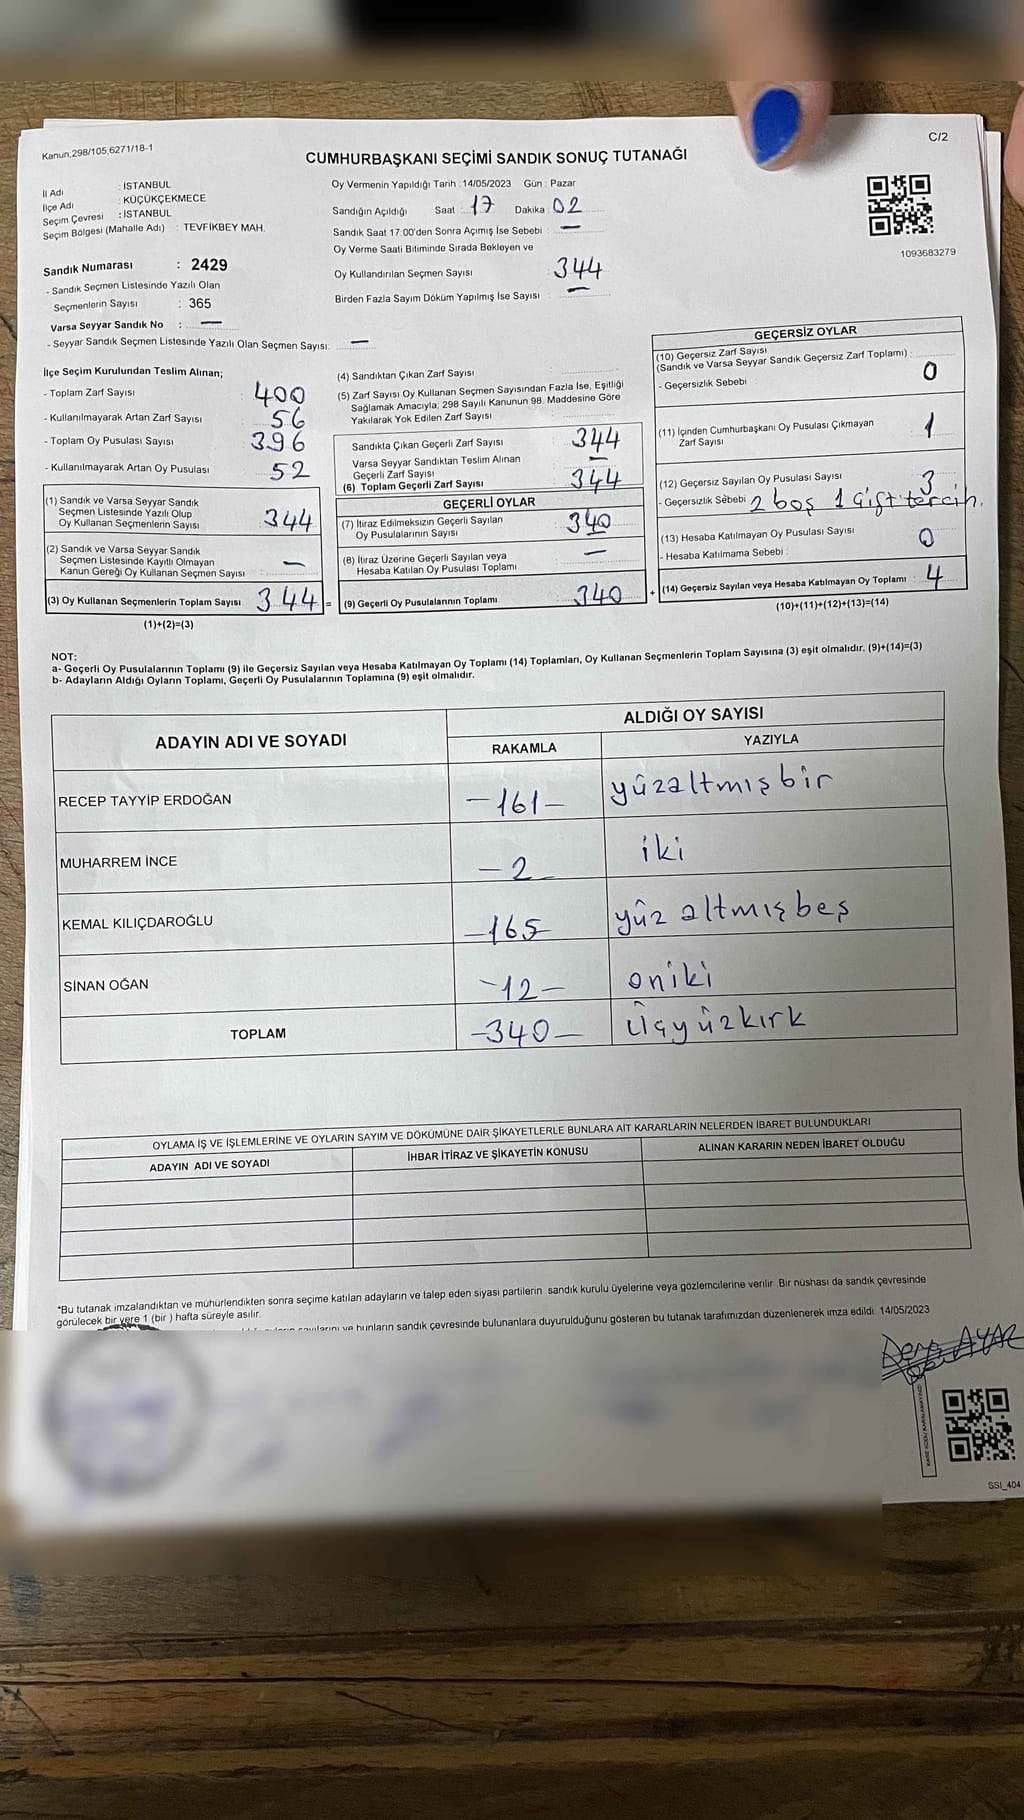 Kanun,298/105,6271/18-1
C/2
CUMHURBAŞKANI SEÇİMİ SANDIK SONUÇ TUTANAĞI
İl Adı : İSTANBUL
İlçe Adı : KÜÇÜKÇEKMECE
Seçim Çevresi : İSTANBUL
Seçim Bölgesi (Mahalle Adı) : TEVFİKBEY MAH.
Sandık Numarası : 2429
- Sandık Seçmen Listesinde Yazılı Olan
Seçmenlerin Sayısı : 365
Varsa Seyyar Sandık No : —
- Seyyar Sandık Seçmen Listesinde Yazılı Olan Seçmen Sayısı: —
Oy Vermenin Yapıldığı Tarih : 14/05/2023 Gün : Pazar
Sandığın Açıldığı Saat 17 Dakika 02
Sandık Saat 17:00'den Sonra Açımış İse Sebebi : —
Oy Verme Saati Bitiminde Sırada Bekleyen ve
Oy Kullandırılan Seçmen Sayısı : 344
Birden Fazla Sayım Döküm Yapılmış İse Sayısı : —
1093683279
İlçe Seçim Kurulundan Teslim Alınan;
- Toplam Zarf Sayısı 400
- Kullanılmayarak Artan Zarf Sayısı 56
- Toplam Oy Pusulası Sayısı 396
- Kullanılmayarak Artan Oy Pusulası 52
(1) Sandık ve Varsa Seyyar Sandık
Seçmen Listesinde Yazılı Olup
Oy Kullanan Seçmenlerin Sayısı 344
(2) Sandık ve Varsa Seyyar Sandık
Seçmen Listesinde Kayıtlı Olmayan
Kanun Gereği Oy Kullanan Seçmen Sayısı : —
(3) Oy Kullanan Seçmenlerin Toplam Sayısı 344 =
(1)+(2)=(3)
(4) Sandıktan Çıkan Zarf Sayısı
(5) Zarf Sayısı Oy Kullanan Seçmen Sayısından Fazla İse, Eşitliği
Sağlamak Amacıyla, 298 Sayılı Kanunun 98. Maddesine Göre
Yakılarak Yok Edilen Zarf Sayısı
Sandıkta Çıkan Geçerli Zarf Sayısı 344
Varsa Seyyar Sandıktan Teslim Alınan
Geçerli Zarf Sayısı —
(6) Toplam Geçerli Zarf Sayısı 344
GEÇERLİ OYLAR
(7) İtiraz Edilmeksizin Geçerli Sayılan
Oy Pusulalarının Sayısı 340
(8) İtiraz Üzerine Geçerli Sayılan veya
Hesaba Katılan Oy Pusulası Toplamı —
(9) Geçerli Oy Pusulalarının Toplamı 340 +
GEÇERSİZ OYLAR
(10) Geçersiz Zarf Sayısı
(Sandık ve Varsa Seyyar Sandık Geçersiz Zarf Toplamı) : 0
- Geçersizlik Sebebi :
(11) İçinden Cumhurbaşkanı Oy Pusulası Çıkmayan
Zarf Sayısı 1
(12) Geçersiz Sayılan Oy Pusulası Sayısı 3
- Geçersizlik Sebebi 2 boş 1 çift tercih.
(13) Hesaba Katılmayan Oy Pusulası Sayısı 0
- Hesaba Katılmama Sebebi :
(14) Geçersiz Sayılan veya Hesaba Katılmayan Oy Toplamı 4
(10)+(11)+(12)+(13)=(14)
NOT:
a- Geçerli Oy Pusulalarının Toplamı (9) ile Geçersiz Sayılan veya Hesaba Katılmayan Oy Toplamı (14) Toplamları, Oy Kullanan Seçmenlerin Toplam Sayısına (3) eşit olmalıdır. (9)+(14)=(3)
b- Adayların Aldığı Oyların Toplamı, Geçerli Oy Pusulalarının Toplamına (9) eşit olmalıdır.
ADAYIN ADI VE SOYADI
ALDIĞI OY SAYISI
RAKAMLA YAZIYLA
RECEP TAYYİP ERDOĞAN —161— yüzaltmışbir
MUHARREM İNCE —2— iki
KEMAL KILIÇDAROĞLU —165 yüz altmışbeş
SİNAN OĞAN —12— oniki
TOPLAM —340— üçyüzkırk
OYLAMA İŞ VE İŞLEMLERİNE VE OYLARIN SAYIM VE DÖKÜMÜNE DAİR ŞİKAYETLERLE BUNLARA AİT KARARLARIN NELERDEN İBARET BULUNDUKLARI
ADAYIN ADI VE SOYADI İHBAR İTİRAZ VE ŞİKAYETİN KONUSU ALINAN KARARIN NEDEN İBARET OLDUĞU
*Bu tutanak imzalandıktan ve mühürlendikten sonra seçime katılan adayların ve talep eden siyasi partilerin sandık kurulu üyelerine veya gözlemcilerine verilir. Bir nüshası da sandık çevresinde
görülecek bir yere 1 (bir) hafta süreyle asılır.
ve bunların sandık çevresinde bulunanlara duyurulduğunu gösteren bu tutanak tarafımızdan düzenlenerek imza edildi. 14/05/2023
SSI_404